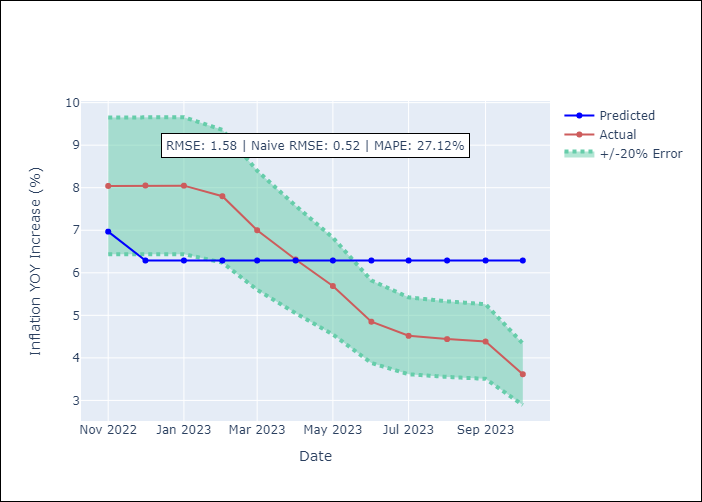 RMSE: 1.58 | Naive RMSE: 0.52 | MAPE: 27.12%
Predicted
Actual
+/-20% Error
Inflation YOY Increase (%)
10
9
8
7
6
5
4
3
Nov 2022
Jan 2023
Mar 2023
May 2023
Jul 2023
Sep 2023
Date